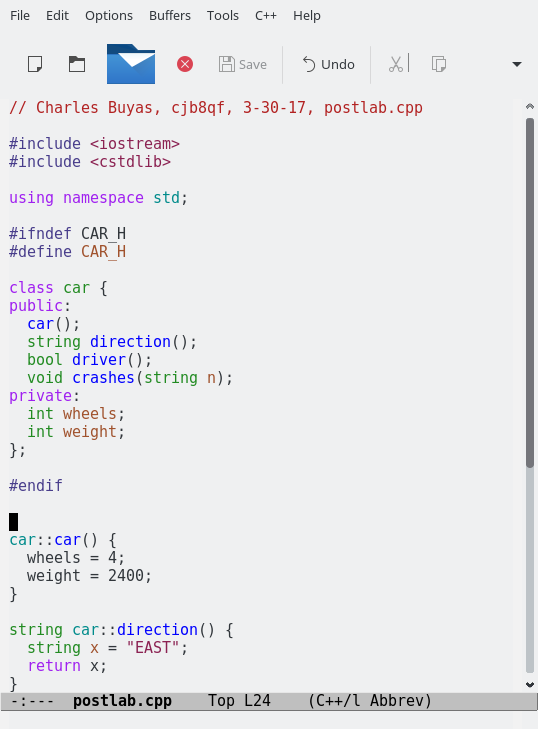 File Edit Options Buffers Tools C++ Help
Save Undo
// Charles Buyas, cjb8qf, 3-30-17, postlab.cpp
#include <iostream>
#include <cstdlib>
using namespace std;
#ifndef CAR_H
#define CAR_H
class car {
public:
  car();
  string direction();
  bool driver();
  void crashes(string n);
private:
  int wheels;
  int weight;
};
#endif
car::car() {
  wheels = 4;
  weight = 2400;
}
string car::direction() {
  string x = "EAST";
  return x;
}
-:--- postlab.cpp Top L24 (C++/l Abbrev)